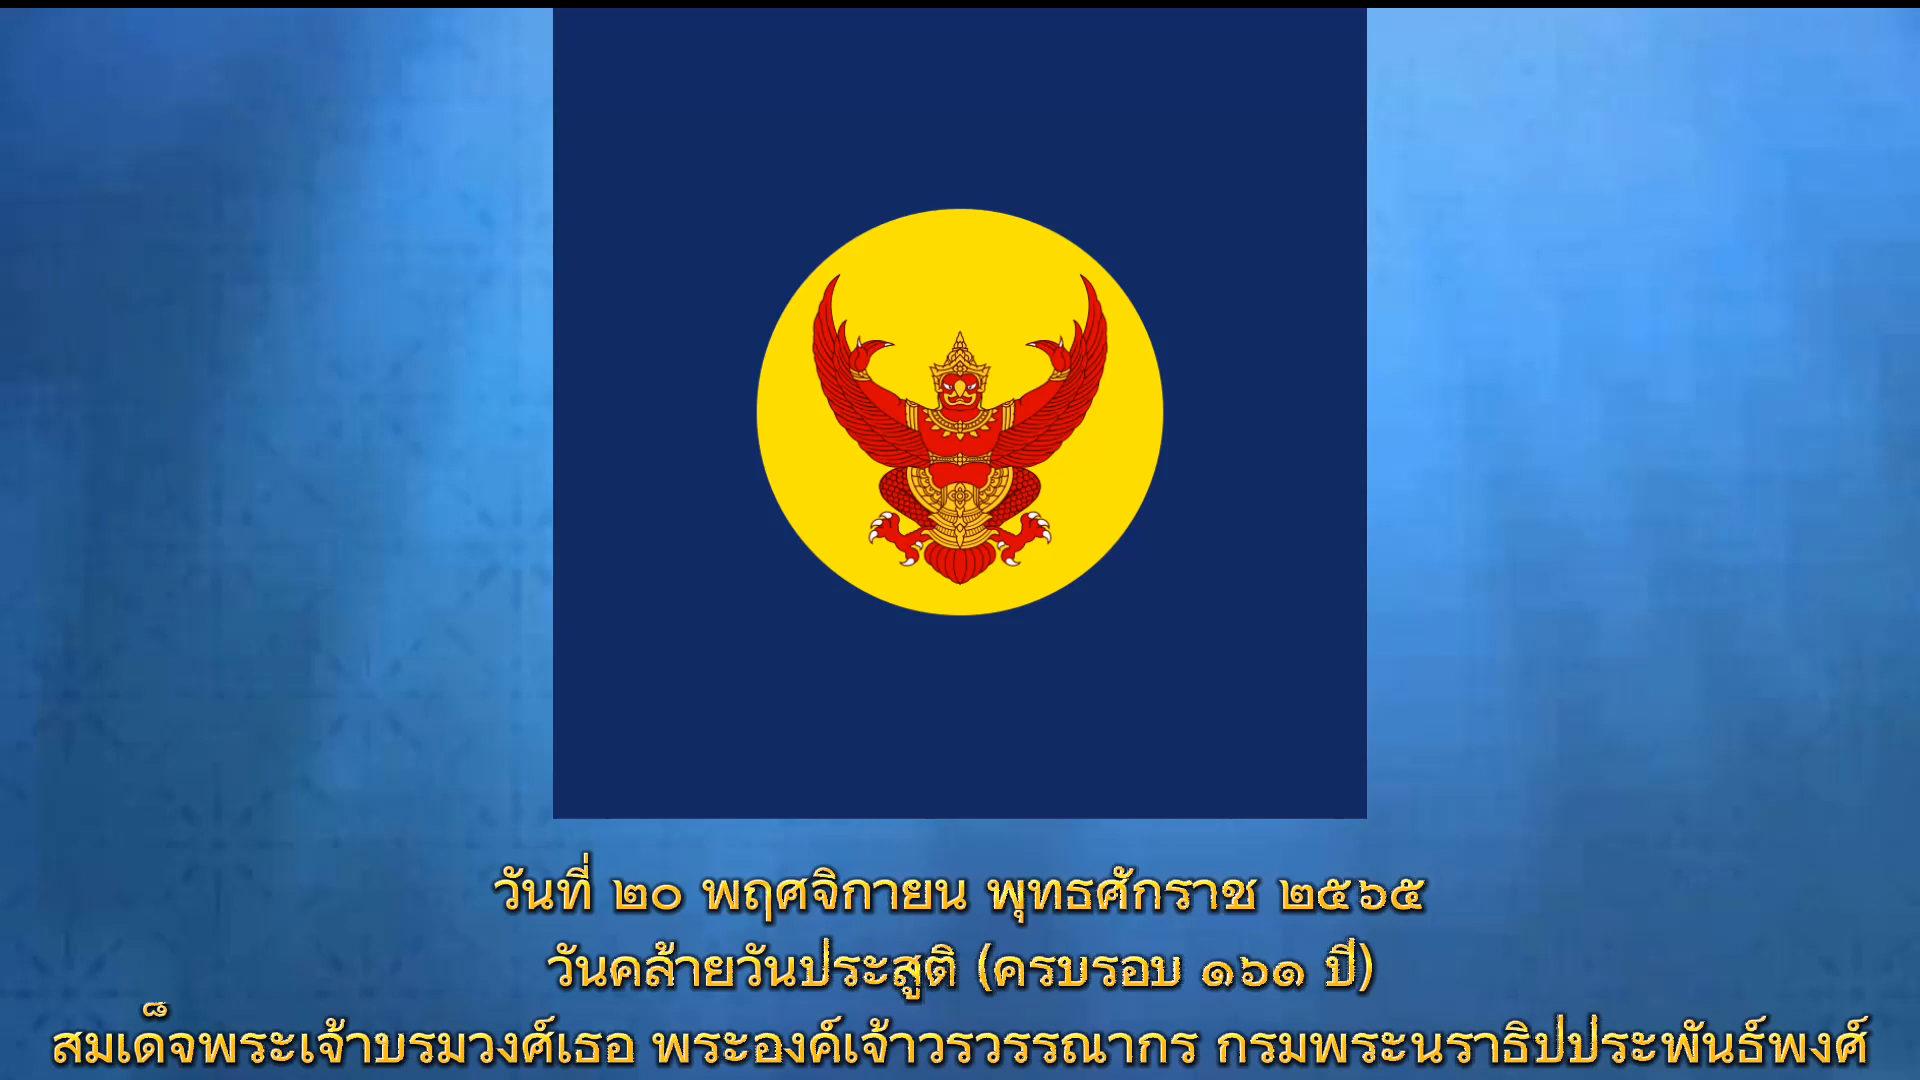 วันที่ ๒๐ พฤศจิกายน พุทธศักราช ๒๕๖๕
วันคล้ายวันประสูติ (ครบรอบ ๑๖๑ ปี)
สมเด็จพระเจ้าบรมวงศ์เธอ พระองค์เจ้าวรวรรณากร กรมพระนราธิปประพันธ์พงศ์